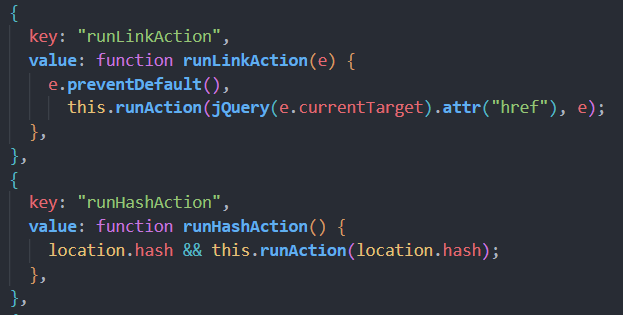 {
key: "runLinkAction",
value: function runLinkAction(e) {
e.preventDefault(),
this.runAction(jQuery(e.currentTarget).attr("href"), e);
},
},
{
key: "runHashAction",
value: function runHashAction() {
location.hash && this.runAction(location.hash);
},
},